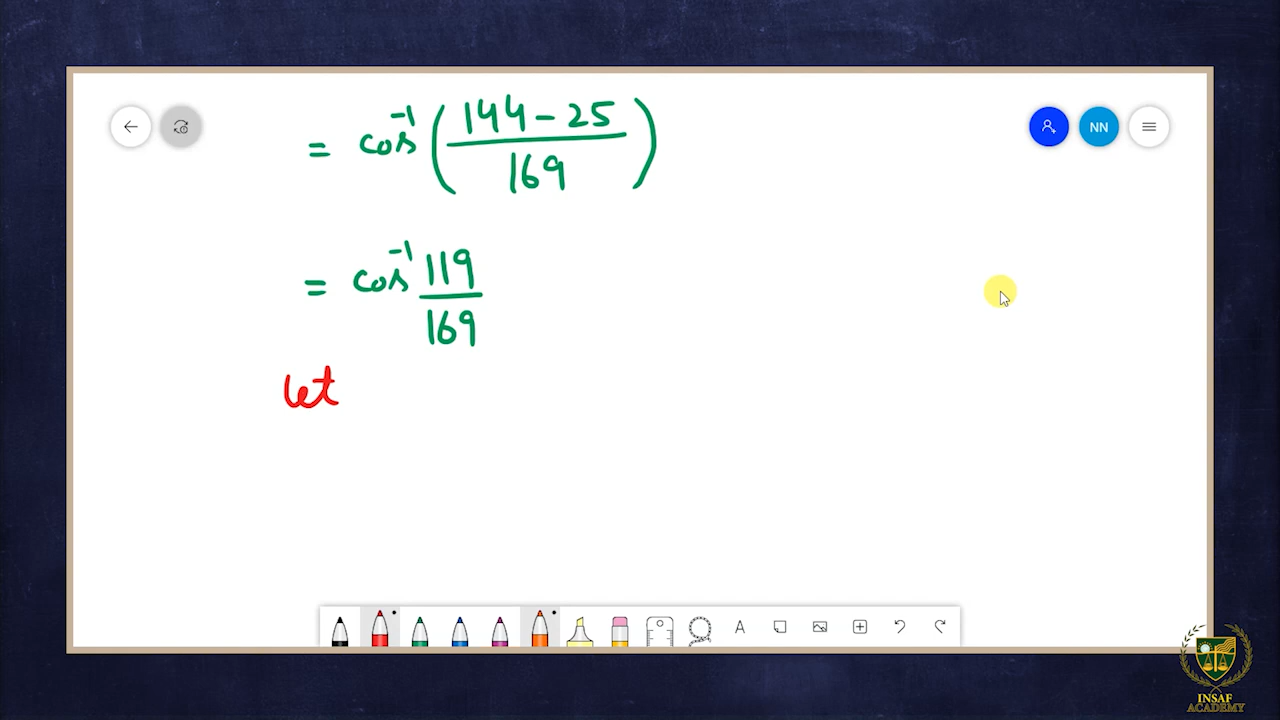 = cos⁻¹ (144 - 25 / 169)
NN
= cos⁻¹ 119/169
let
A
INSAF
ACADEMY